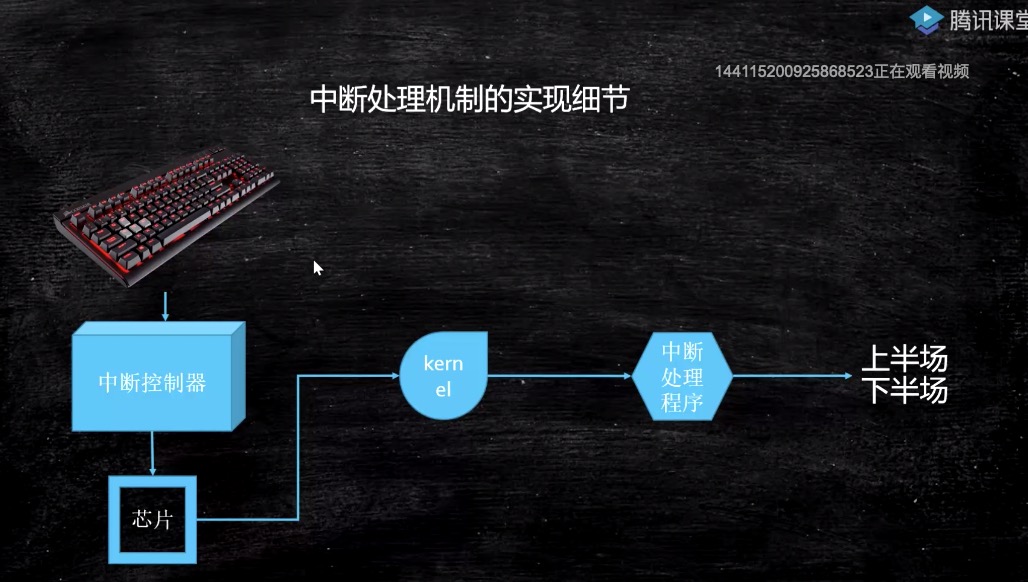 腾讯课堂
144115200925868523正在观看视频
中断处理机制的实现细节
中断控制器
kern
el
中断
处理
程序
上半场
下半场
芯片